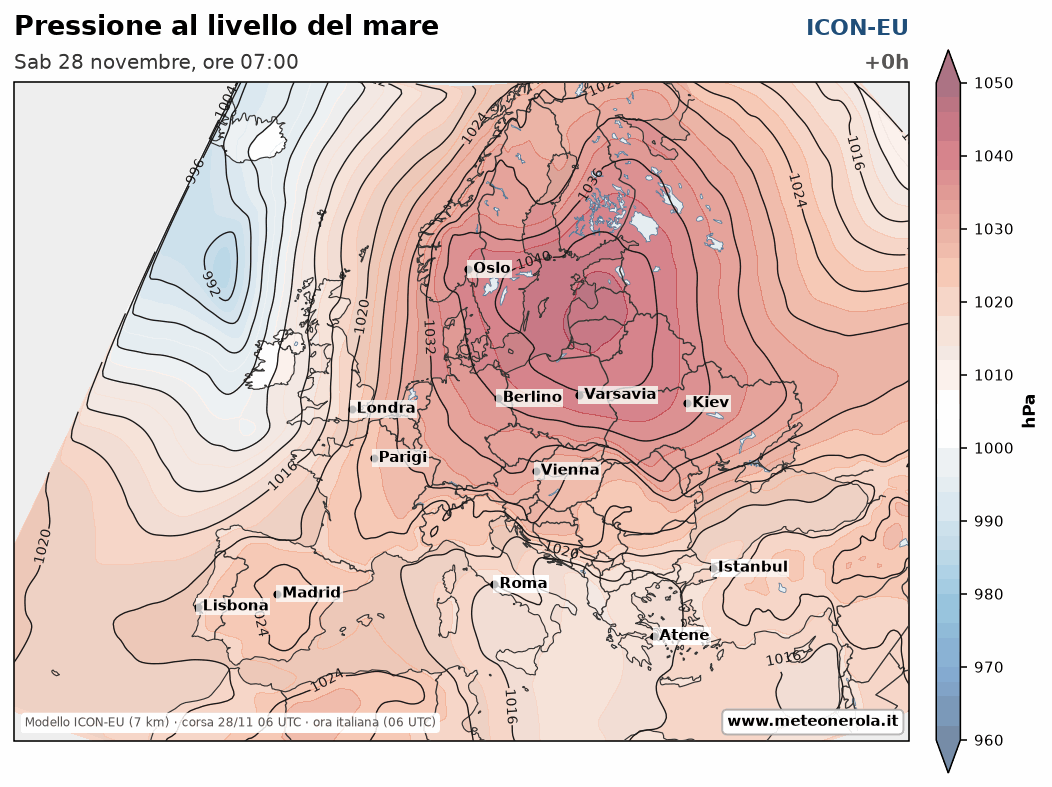 Pressione al livello del mare
ICON-EU
Sab 28 novembre, ore 07:00
+0h
1004
1024
996
1036
1016
1024
1040
992
1020
1032
1016
1020
1020
1024
1024
1016
1016
Oslo
Berlino
Varsavia
Kiev
Londra
Parigi
Vienna
Istanbul
Roma
Madrid
Lisbona
Atene
Modello ICON-EU (7 km) · corsa 28/11 06 UTC · ora italiana (06 UTC)
www.meteonerola.it
1050
1040
1030
1020
1010
1000
990
980
970
960
hPa